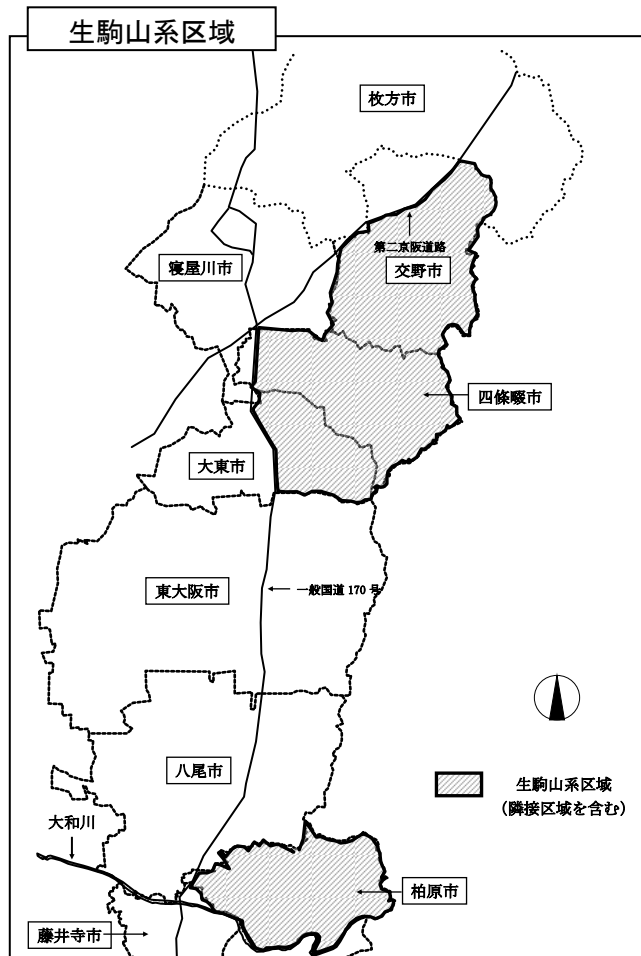 生駒山系区域
枚方市
第二京阪道路
寝屋川市
交野市
四條畷市
大東市
東大阪市
一般国道170号
八尾市
生駒山系区域
（隣接区域を含む）
大和川
柏原市
藤井寺市